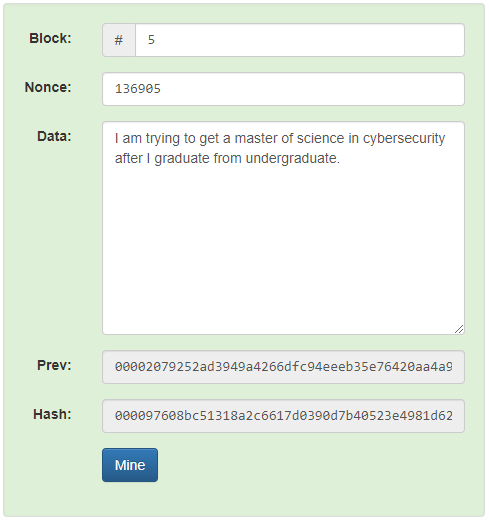 Block: # 5
Nonce: 136905
Data: I am trying to get a master of science in cybersecurity
after I graduate from undergraduate.
Prev: 00002079252ad3949a4266dfc94eeeb35e76420aa4a9
Hash: 000097608bc51318a2c6617d0390d7b40523e4981d62
Mine